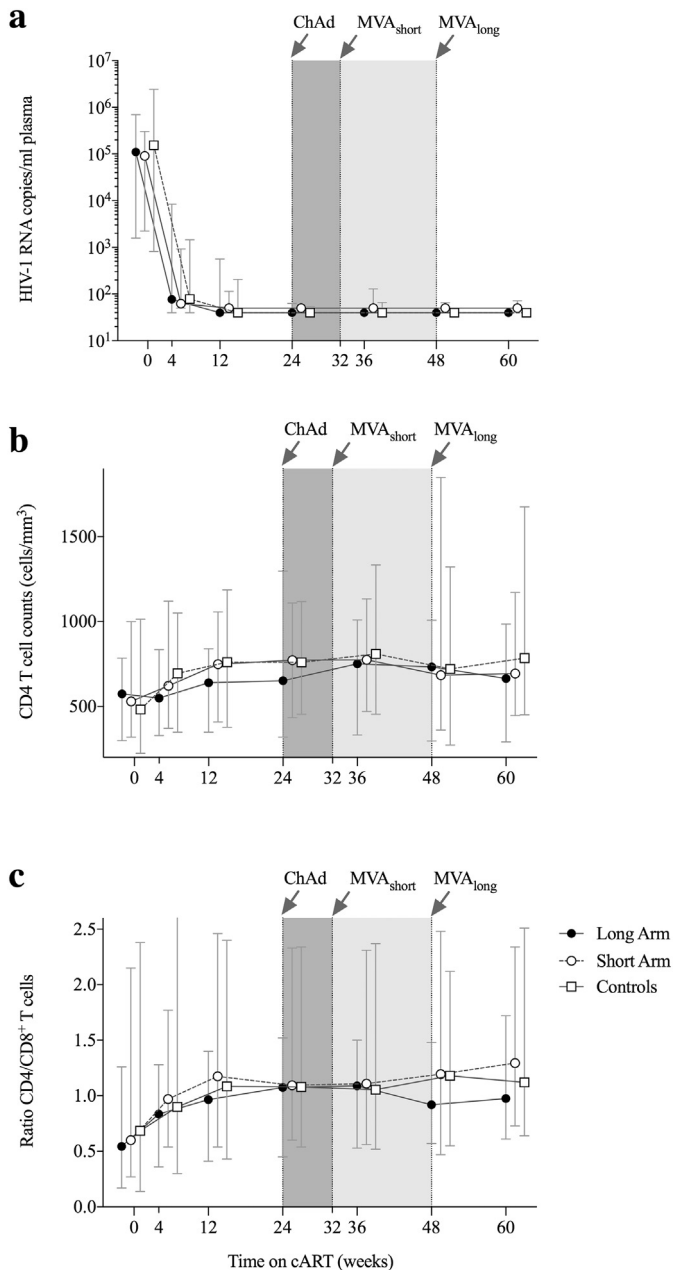 a
ChAd MVAshort MVAlong
HIV-1 RNA copies/ml plasma
10^7
10^6
10^5
10^4
10^3
10^2
10^1
0 4 12 24 32 36 48 60
b
ChAd MVAshort MVAlong
CD4 T cell counts (cells/mm^3)
1500
1000
500
0 4 12 24 32 36 48 60
c
ChAd MVAshort MVAlong
Ratio CD4/CD8^+ T cells
2.5
2.0
1.5
1.0
0.5
0.0
0 4 12 24 32 36 48 60
Time on cART (weeks)
Long Arm
Short Arm
Controls